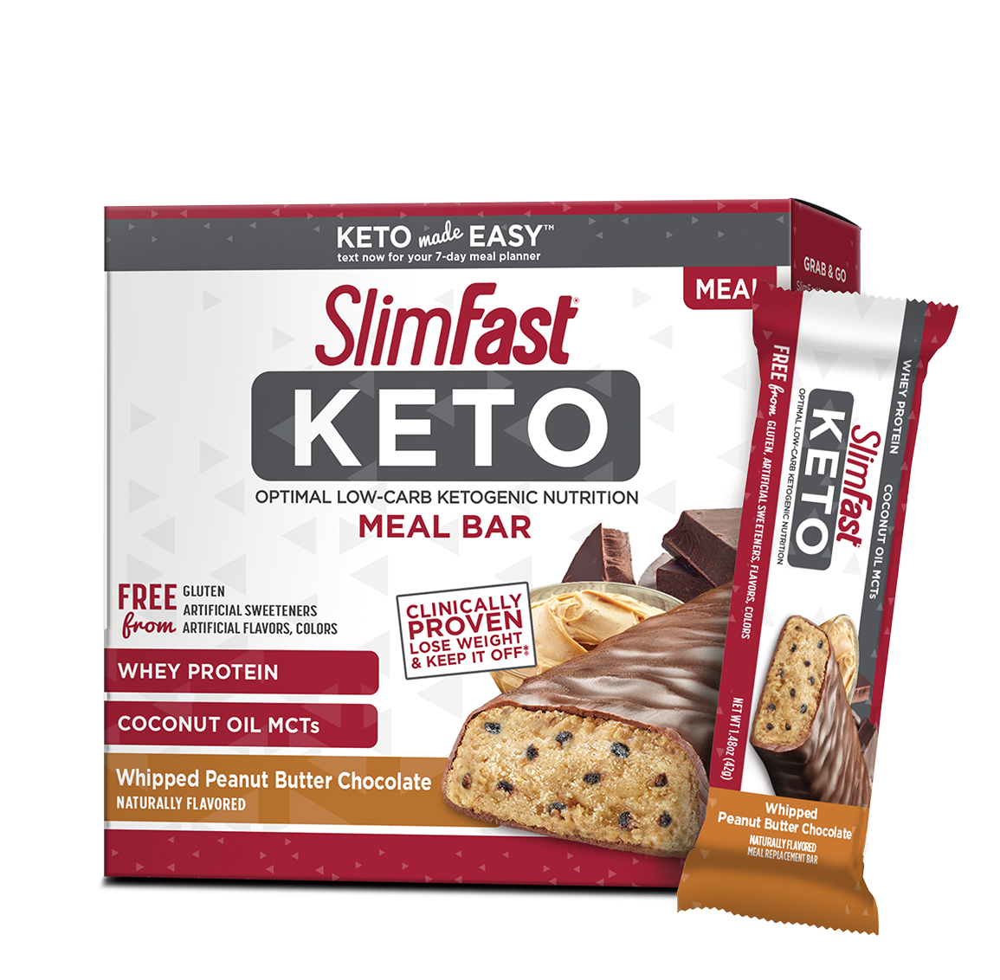 KETO made EASY™
text now for your 7-day meal planner
MEAL
SlimFast®
KETO
OPTIMAL LOW-CARB KETOGENIC NUTRITION
MEAL BAR
FREE from
GLUTEN
ARTIFICIAL SWEETENERS
ARTIFICIAL FLAVORS, COLORS
CLINICALLY
PROVEN
LOSE WEIGHT
& KEEP IT OFF*
WHEY PROTEIN
COCONUT OIL MCTs
Whipped Peanut Butter Chocolate
NATURALLY FLAVORED
GRAB & GO
WHEY PROTEIN COCONUT OIL MCTs
SlimFast
KETO
OPTIMAL LOW-CARB KETOGENIC NUTRITION
FREE from GLUTEN, ARTIFICIAL SWEETENERS, FLAVORS, COLORS
NET WT 1.48oz (42g)
Whipped
Peanut Butter Chocolate
NATURALLY FLAVORED
MEAL REPLACEMENT BAR